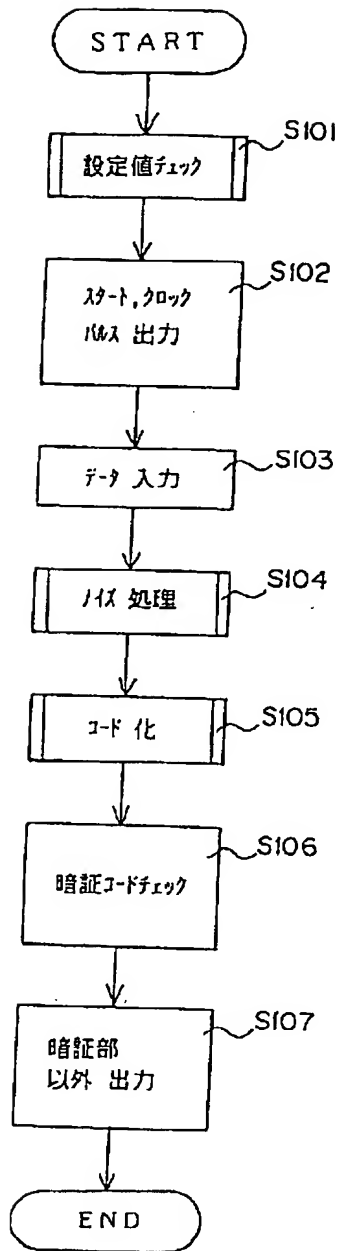 START
S101
設定値チェック
S102
スタート,クロック
パルス 出力
S103
データ 入力
S104
ノイズ 処理
S105
コード 化
S106
暗証コードチェック
S107
暗証部
以外 出力
END